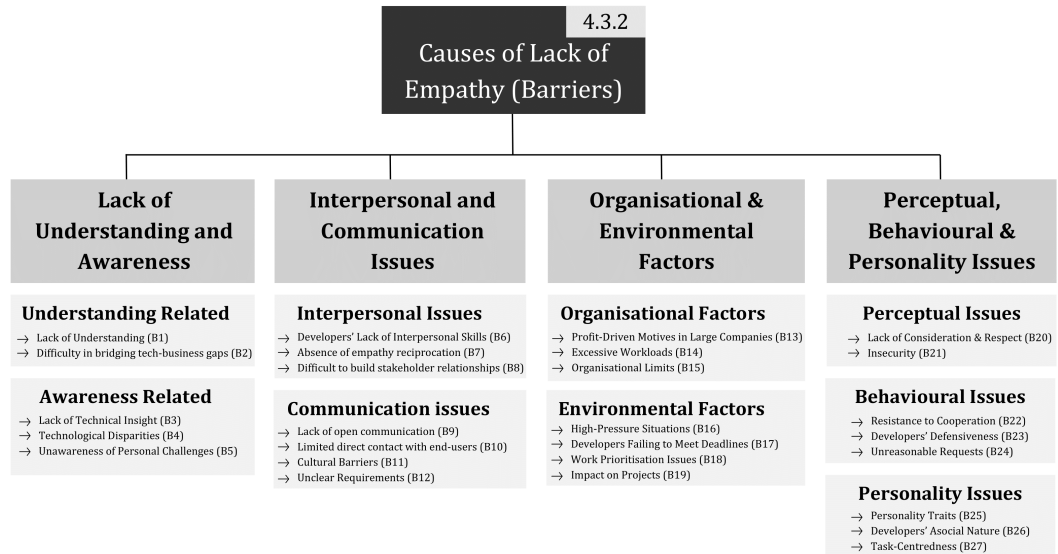 4.3.2
Causes of Lack of
Empathy (Barriers)
Lack of
Understanding and
Awareness
Understanding Related
→ Lack of Understanding (B1)
→ Difficulty in bridging tech-business gaps (B2)
Awareness Related
→ Lack of Technical Insight (B3)
→ Technological Disparities (B4)
→ Unawareness of Personal Challenges (B5)
Interpersonal and
Communication
Issues
Interpersonal Issues
→ Developers' Lack of Interpersonal Skills (B6)
→ Absence of empathy reciprocation (B7)
→ Difficult to build stakeholder relationships (B8)
Communication issues
→ Lack of open communication (B9)
→ Limited direct contact with end-users (B10)
→ Cultural Barriers (B11)
→ Unclear Requirements (B12)
Organisational &
Environmental
Factors
Organisational Factors
→ Profit-Driven Motives in Large Companies (B13)
→ Excessive Workloads (B14)
→ Organisational Limits (B15)
Environmental Factors
→ High-Pressure Situations (B16)
→ Developers Failing to Meet Deadlines (B17)
→ Work Prioritisation Issues (B18)
→ Impact on Projects (B19)
Perceptual,
Behavioural &
Personality Issues
Perceptual Issues
→ Lack of Consideration & Respect (B20)
→ Insecurity (B21)
Behavioural Issues
→ Resistance to Cooperation (B22)
→ Developers' Defensiveness (B23)
→ Unreasonable Requests (B24)
Personality Issues
→ Personality Traits (B25)
→ Developers' Asocial Nature (B26)
→ Task-Centredness (B27)